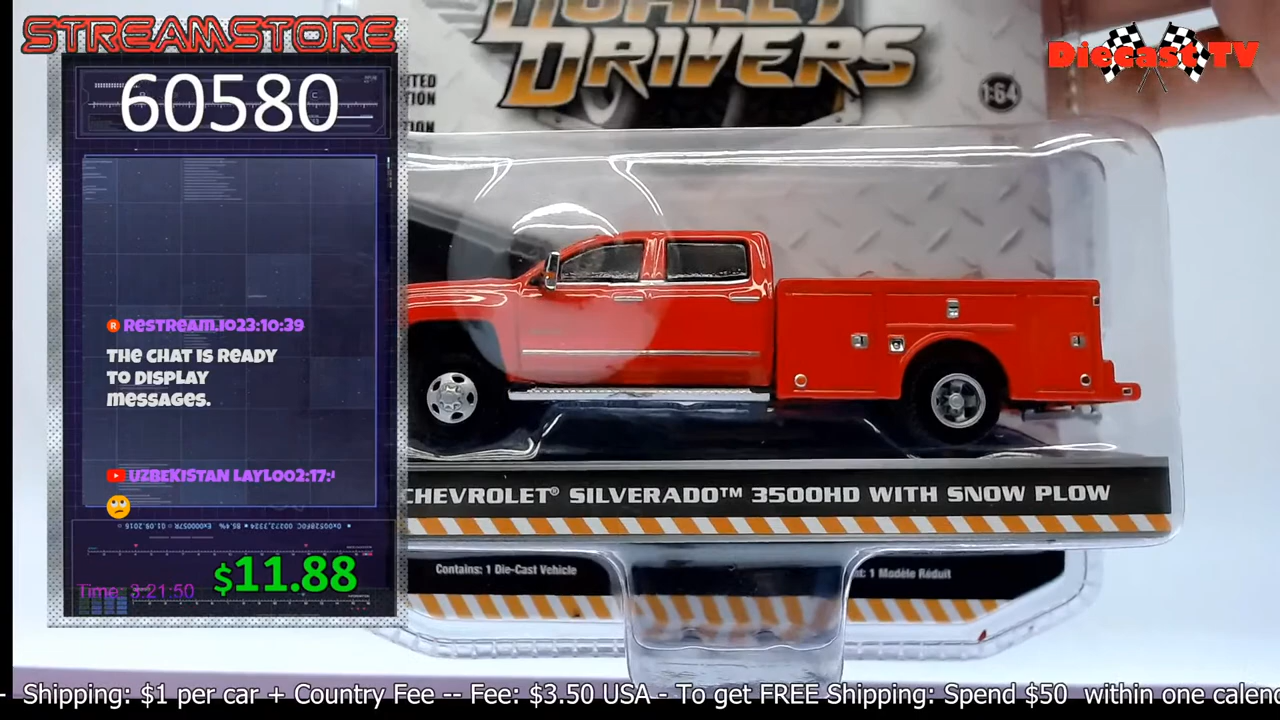 STREAMSTORE
60580
RESTREAM.IO23:10:39
THE CHAT IS READY
TO DISPLAY
MESSAGES.
UZBEKISTAN LAYLO02:17:
$11.88
Time: 3:21:50
DRIVERS
1:64
Diecast TV
CHEVROLET® SILVERADO™ 3500HD WITH SNOW PLOW
Contains: 1 Die-Cast Vehicle
1 Modèle Réduit
- Shipping: $1 per car + Country Fee -- Fee: $3.50 USA - To get FREE Shipping: Spend $50 within one calend